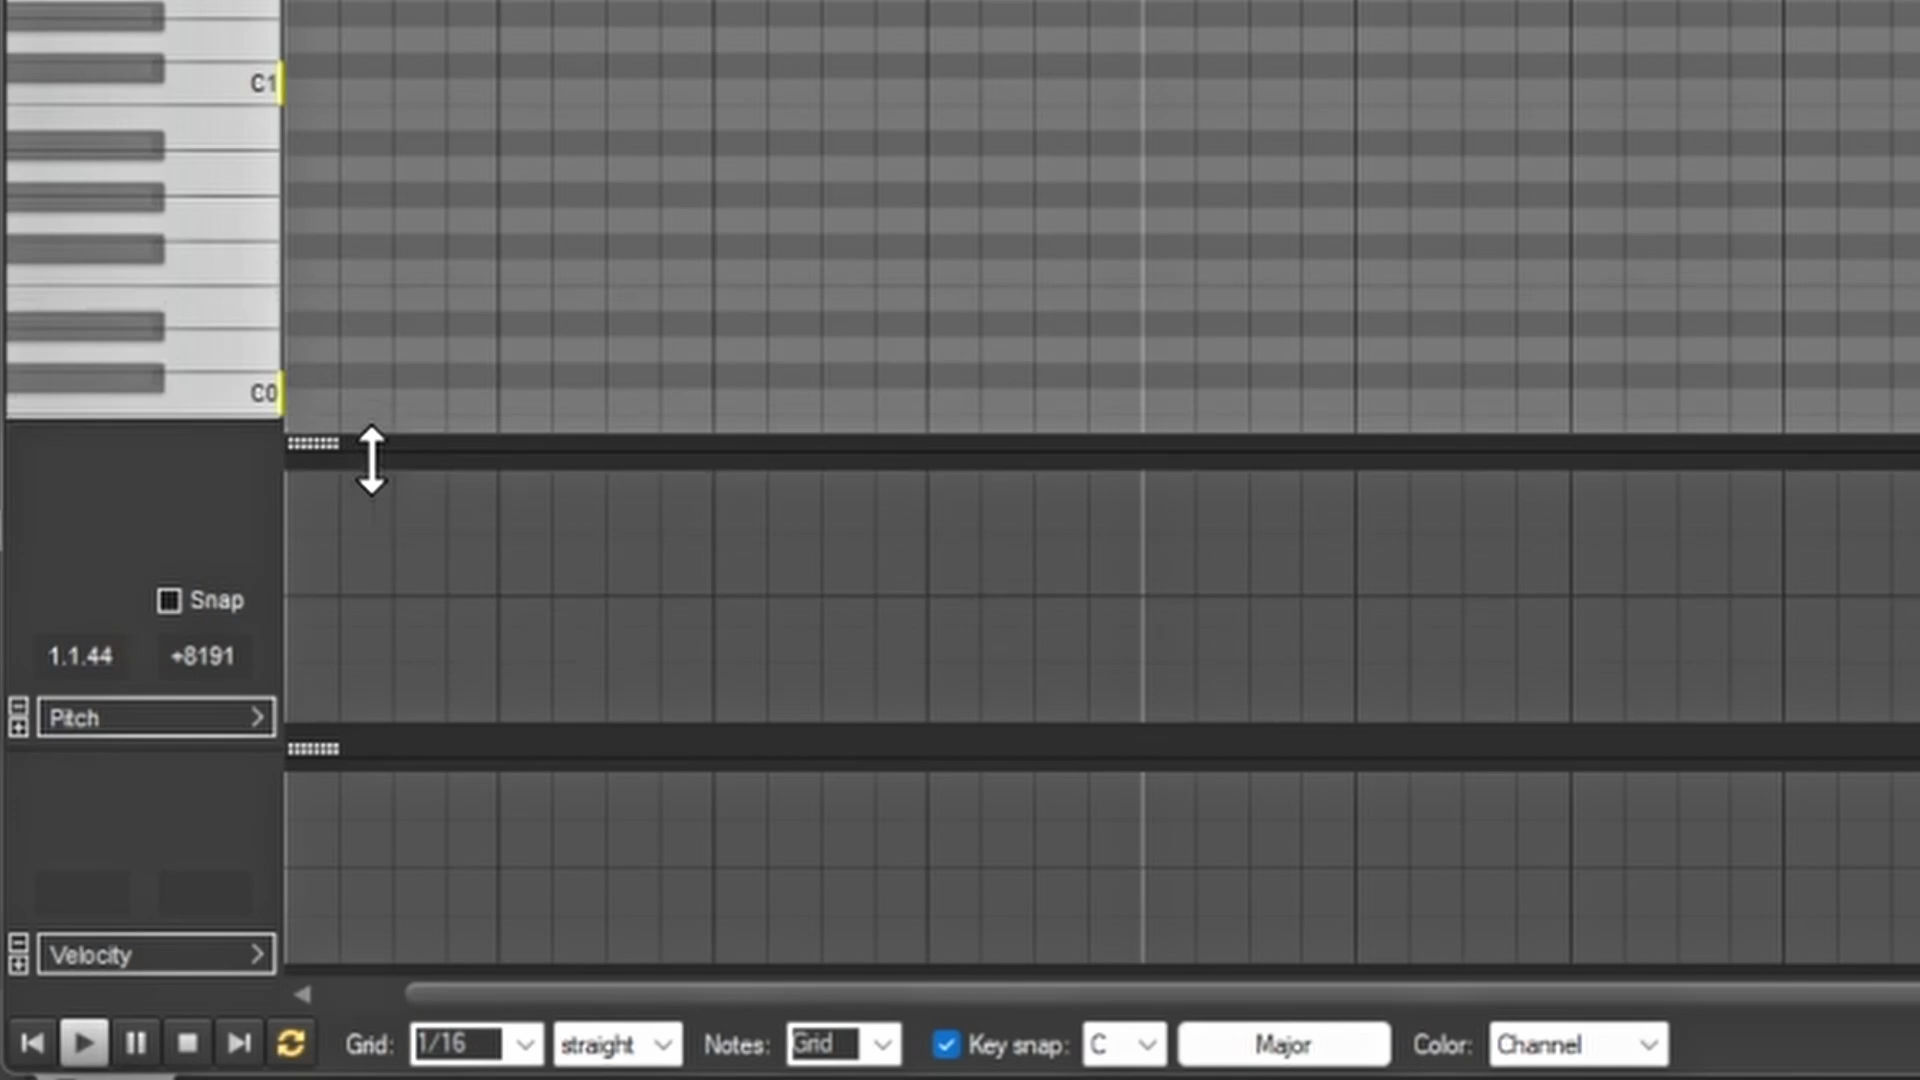 C1
C0
Snap
1.1.44 +8191
Pitch
Velocity
Grid: 1/16 straight Notes: Grid Key snap: C Major Color: Channel